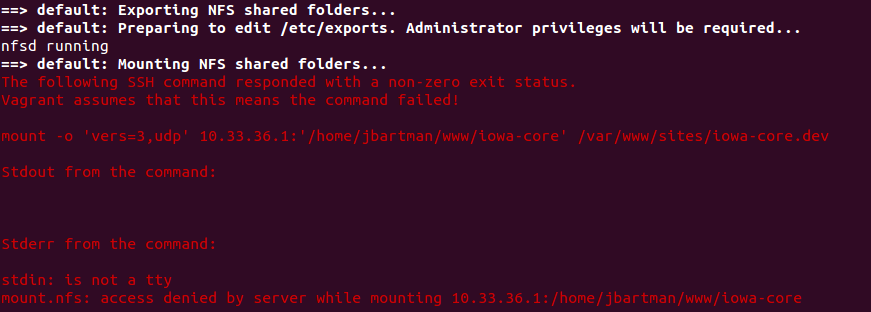 ==> default: Exporting NFS shared folders...
==> default: Preparing to edit /etc/exports. Administrator privileges will be required...
nfsd running
==> default: Mounting NFS shared folders...
The following SSH command responded with a non-zero exit status.
Vagrant assumes that this means the command failed!
mount -o 'vers=3,udp' 10.33.36.1:'/home/jbartman/www/iowa-core' /var/www/sites/iowa-core.dev
Stdout from the command:
Stderr from the command:
stdin: is not a tty
mount.nfs: access denied by server while mounting 10.33.36.1:/home/jbartman/www/iowa-core